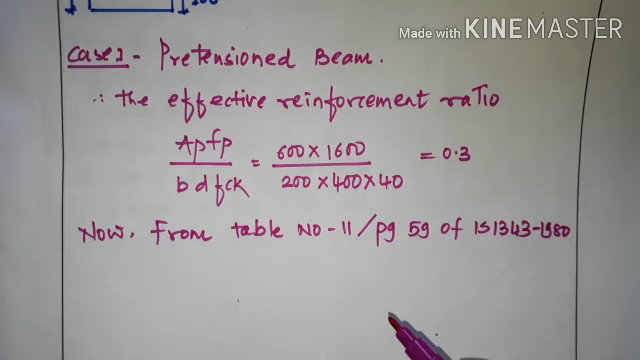 Made with KINEMASTER
Case 1 - Pretensioned Beam.
∴ the effective reinforcement ratio
Apfp / bdfck = 600 × 1600 / 200 × 400 × 40 = 0.3
Now, From table NO-11/pg 59 of IS1343-1980